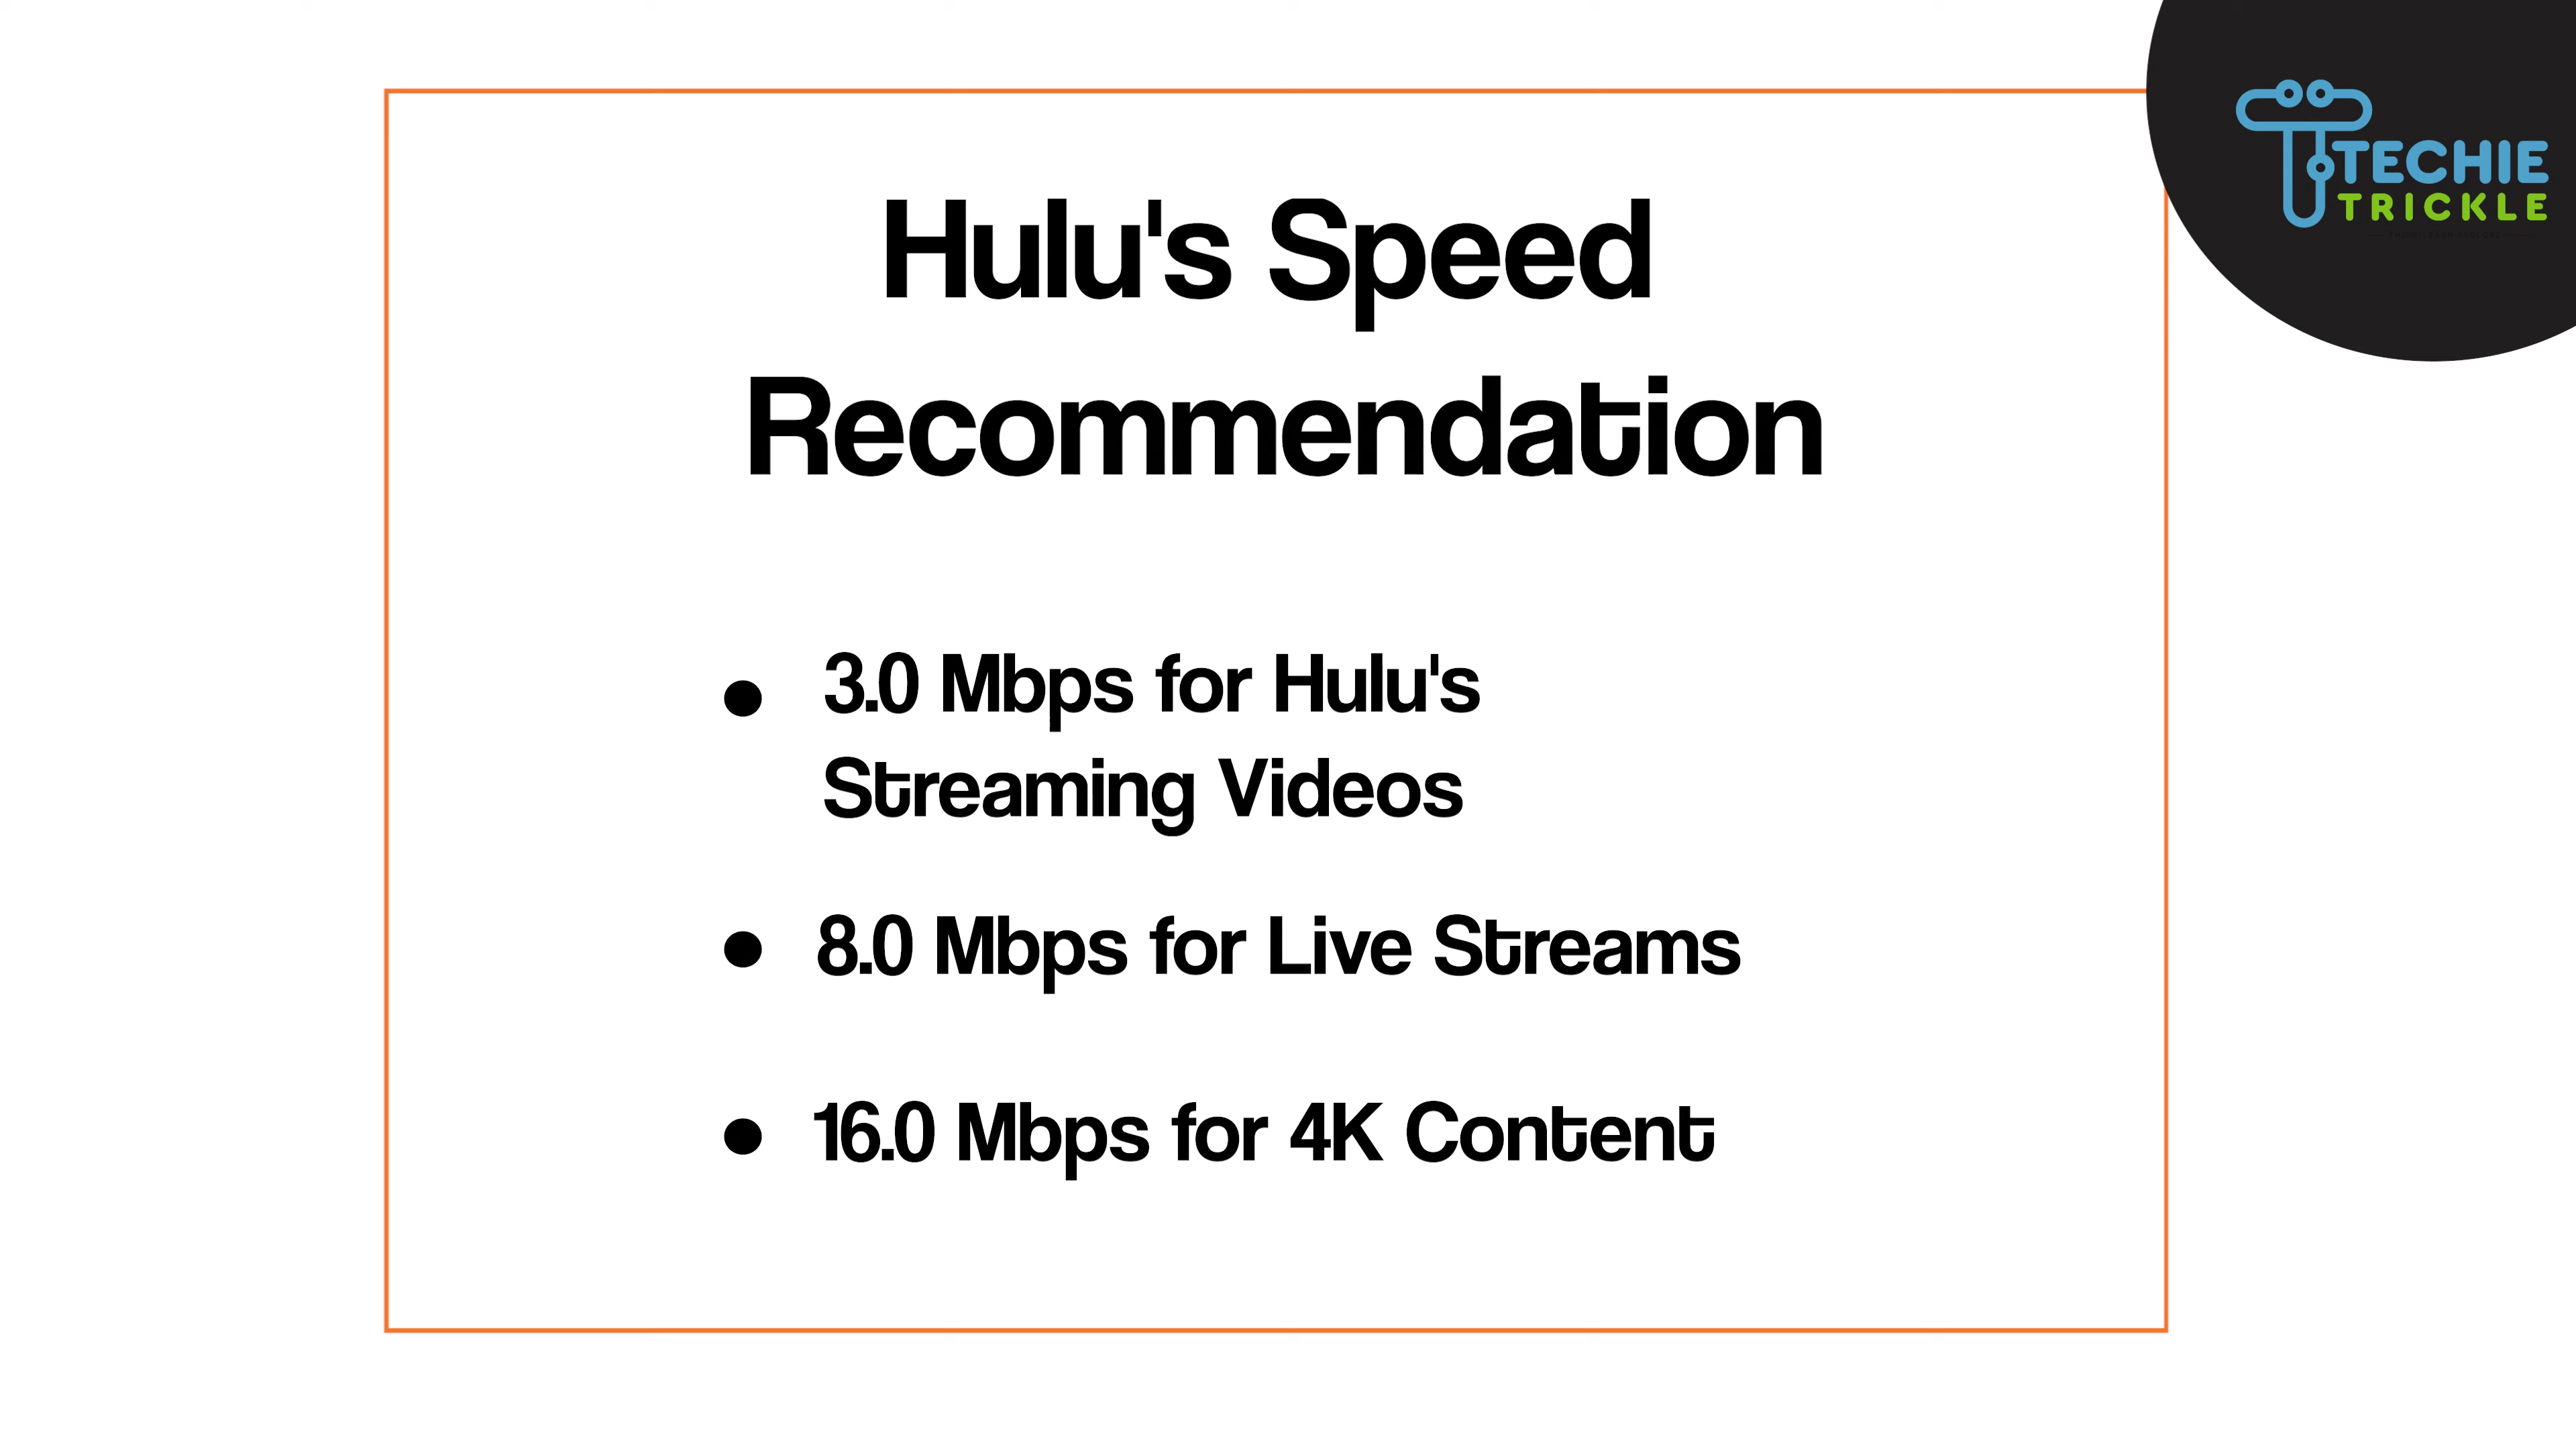 TECHIE
TRICKLE
Hulu's Speed
Recommendation
● 3.0 Mbps for Hulu's
Streaming Videos
● 8.0 Mbps for Live Streams
● 16.0 Mbps for 4K Content